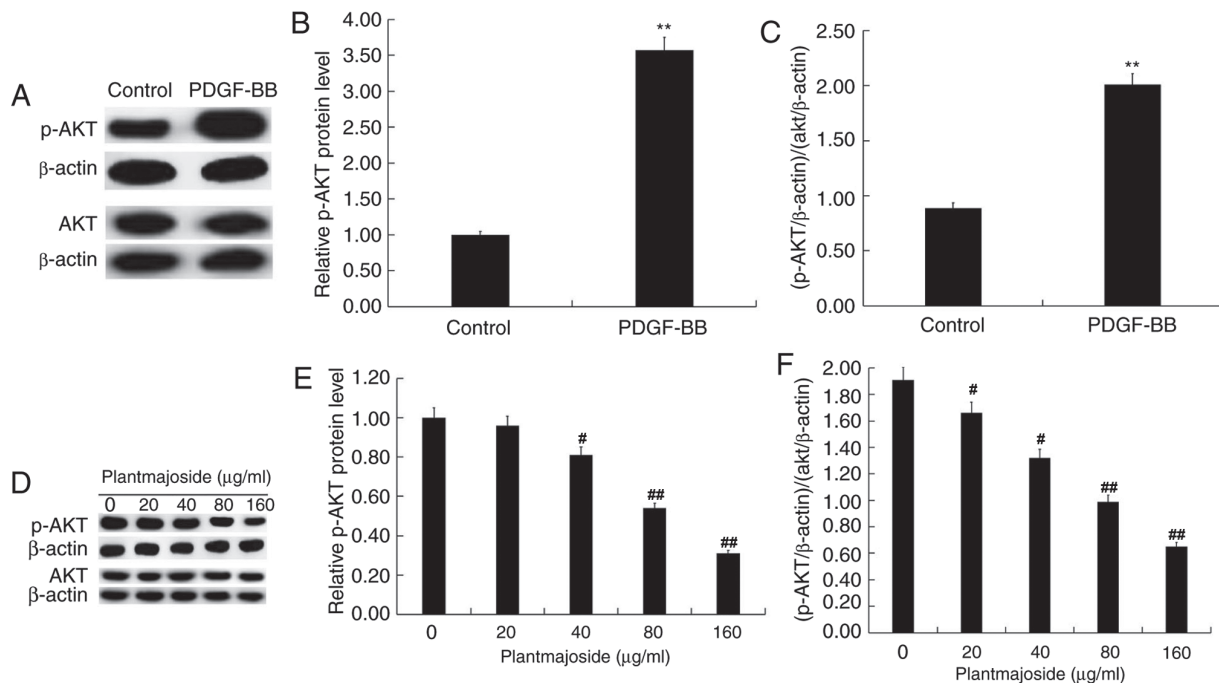 A
Control PDGF-BB
p-AKT
β-actin
AKT
β-actin
B
Relative p-AKT protein level
4.00
3.50
3.00
2.50
2.00
1.50
1.00
0.50
0.00
**
Control PDGF-BB
C
(p-AKT/β-actin)/(akt/β-actin)
2.50
2.00
1.50
1.00
0.50
0.00
**
Control PDGF-BB
D
Plantmajoside (μg/ml)
0 20 40 80 160
p-AKT
β-actin
AKT
β-actin
E
Relative p-AKT protein level
1.20
1.00
0.80
0.60
0.40
0.20
0.00
#
##
##
0 20 40 80 160
Plantmajoside (μg/ml)
F
(p-AKT/β-actin)/(akt/β-actin)
2.00
1.80
1.60
1.40
1.20
1.00
0.80
0.60
0.40
0.20
0.00
#
#
##
##
0 20 40 80 160
Plantmajoside (μg/ml)